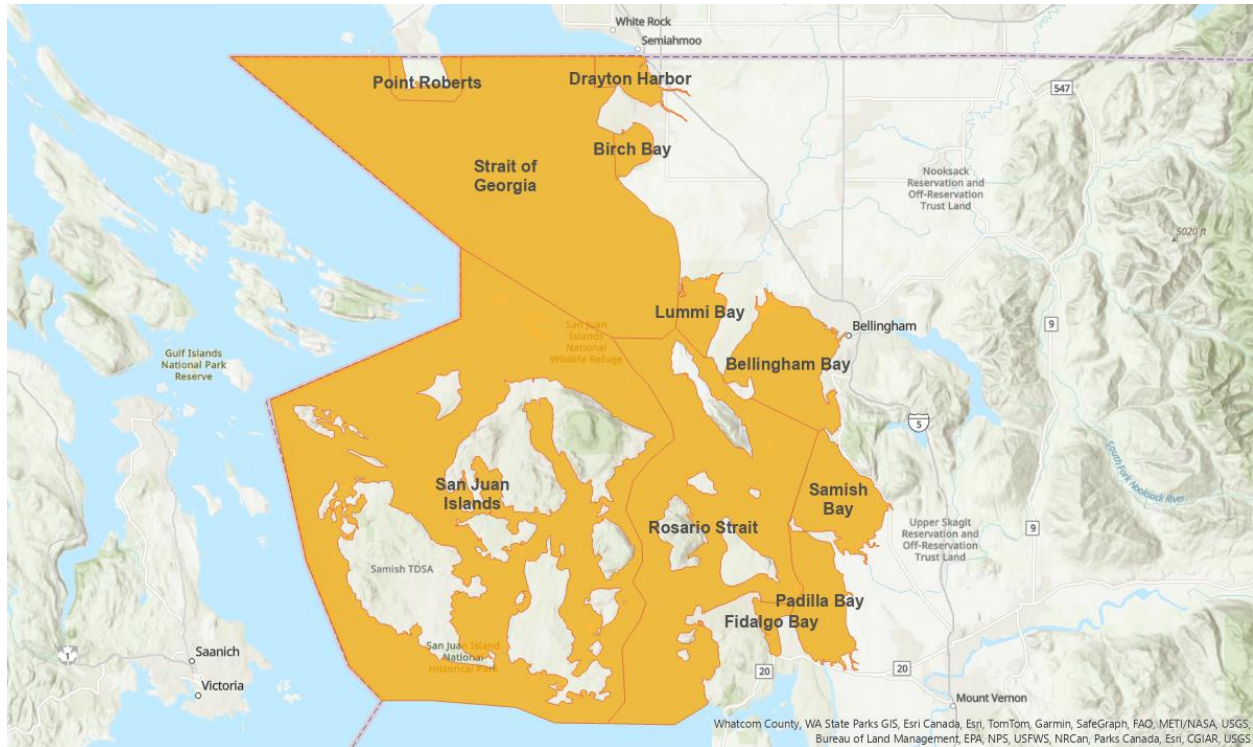 White Rock
Semiahmoo
Point Roberts
Drayton Harbor
547
Birch Bay
Strait of
Georgia
Nooksack
Reservation and
Off-Reservation
Trust Land
5020 ft
Lummi Bay
San Juan
Islands
National
Wildlife Refuge
Bellingham
9
Gulf Islands
National Park
Reserve
Bellingham Bay
5
South Fork Nooksack
River
San Juan
Islands
Samish
Bay
Rosario Strait
Upper Skagit
Reservation and
Off-Reservation
Trust Land
9
Samish TDSA
Padilla Bay
Fidalgo Bay
San Juan Island
National
Historical Park
1
Saanich
Victoria
20
20
Mount Vernon
Whatcom County, WA State Parks GIS, Esri Canada, Esri, TomTom, Garmin, SafeGraph, FAO, METI/NASA, USGS,
Bureau of Land Management, EPA, NPS, USFWS, NRCan, Parks Canada, Esri, CGIAR, USGS